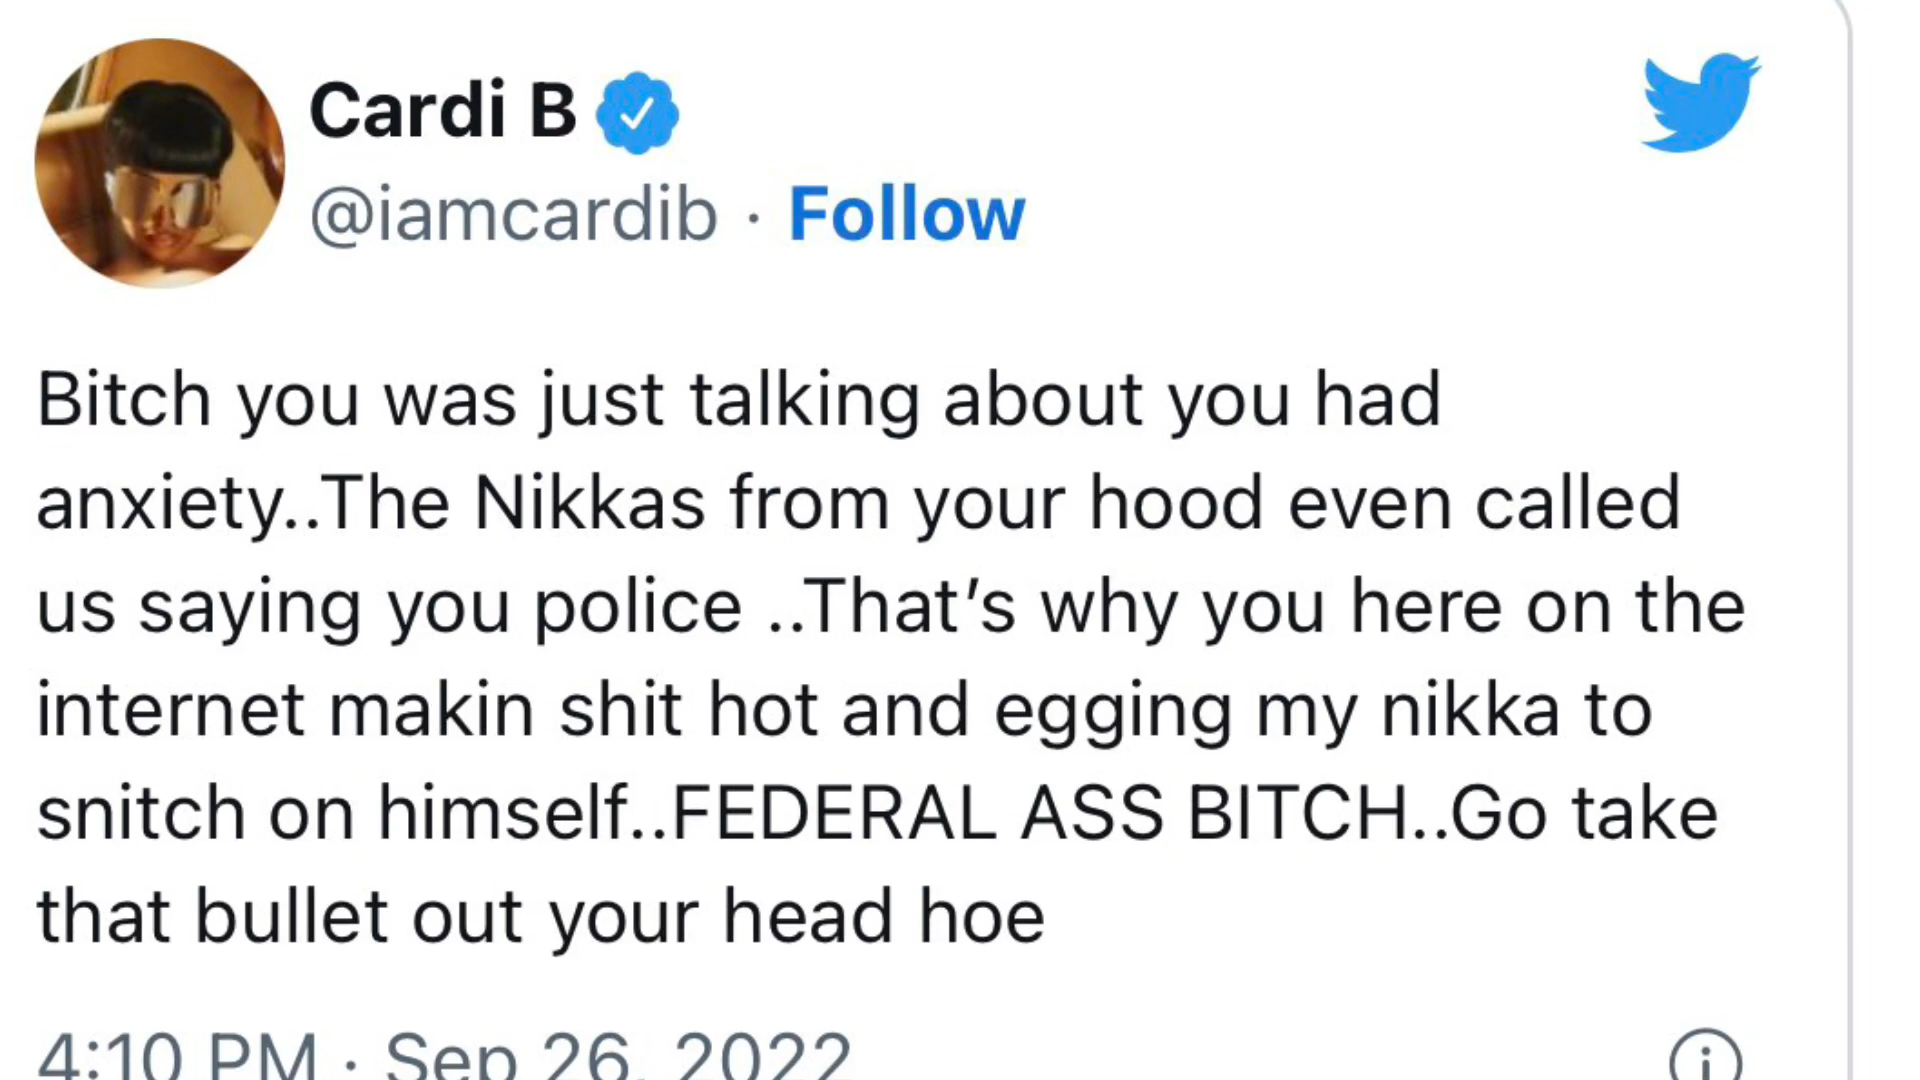 Cardi B
@iamcardib · Follow
Bitch you was just talking about you had
anxiety..The Nikkas from your hood even called
us saying you police ..That’s why you here on the
internet makin shit hot and egging my nikka to
snitch on himself..FEDERAL ASS BITCH..Go take
that bullet out your head hoe
4:10 PM · Sep 26, 2022